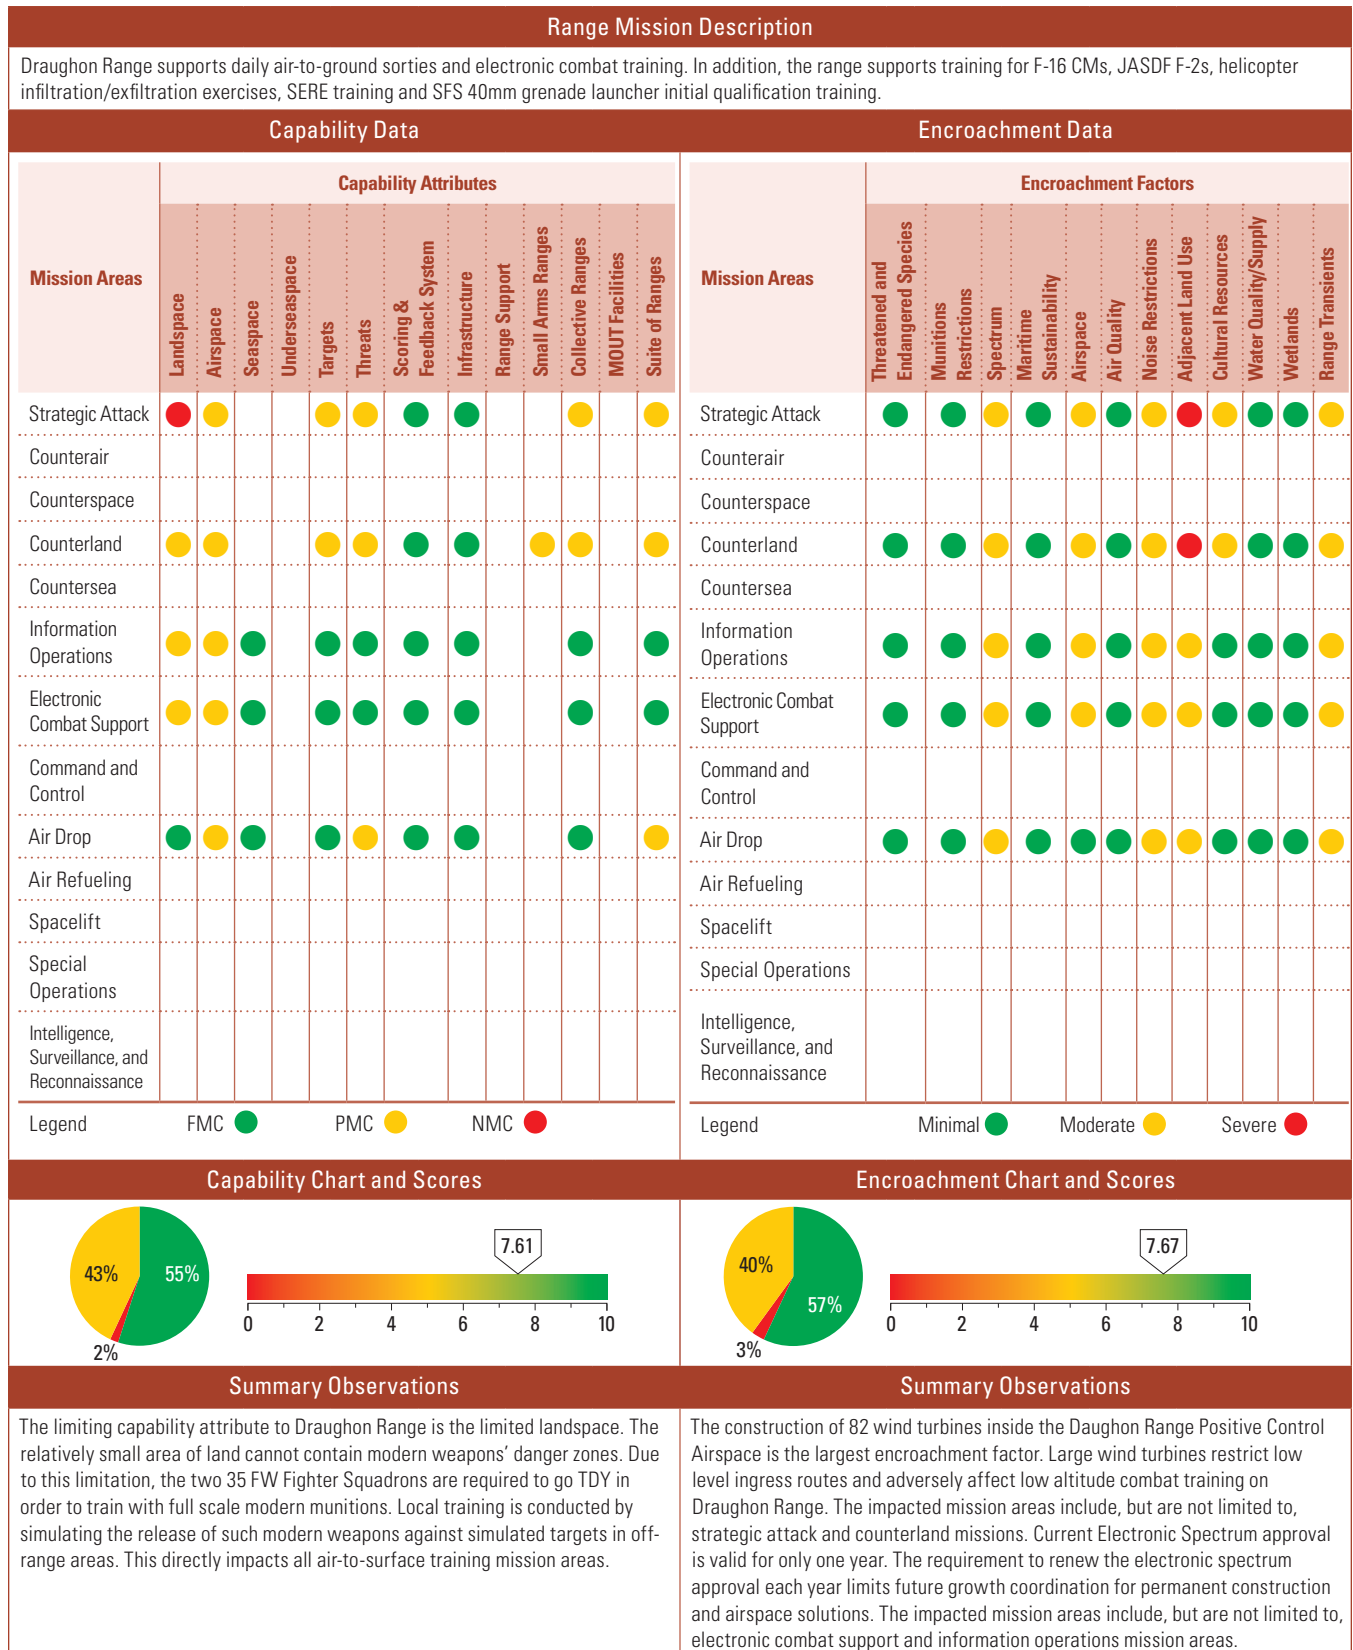 Range Mission Description
Draughon Range supports daily air-to-ground sorties and electronic combat training. In addition, the range supports training for F-16 CMs, JASDF F-2s, helicopter
infiltration/exfiltration exercises, SERE training and SFS 40mm grenade launcher initial qualification training.
Capability Data
Mission Areas
Capability Attributes
Landspace
Airspace
Seaspace
Underseaspace
Targets
Threats
Scoring &
Feedback System
Infrastructure
Range Support
Small Arms Ranges
Collective Ranges
MOUT Facilities
Suite of Ranges
Strategic Attack
Counterair
Counterspace
Counterland
Countersea
Information
Operations
Electronic
Combat Support
Command and
Control
Air Drop
Air Refueling
Spacelift
Special
Operations
Intelligence,
Surveillance, and
Reconnaissance
Legend FMC PMC NMC
Encroachment Data
Mission Areas
Encroachment Factors
Threatened and
Endangered Species
Munitions
Restrictions
Spectrum
Maritime
Sustainability
Airspace
Air Quality
Noise Restrictions
Adjacent Land Use
Cultural Resources
Water Quality/Supply
Wetlands
Range Transients
Strategic Attack
Counterair
Counterspace
Counterland
Countersea
Information
Operations
Electronic Combat
Support
Command and
Control
Air Drop
Air Refueling
Spacelift
Special Operations
Intelligence,
Surveillance, and
Reconnaissance
Legend Minimal Moderate Severe
Capability Chart and Scores
43%
55%
2%
7.61
0 2 4 6 8 10
Encroachment Chart and Scores
40%
57%
3%
7.67
0 2 4 6 8 10
Summary Observations
The limiting capability attribute to Draughon Range is the limited landspace. The
relatively small area of land cannot contain modern weapons' danger zones. Due
to this limitation, the two 35 FW Fighter Squadrons are required to go TDY in
order to train with full scale modern munitions. Local training is conducted by
simulating the release of such modern weapons against simulated targets in off-
range areas. This directly impacts all air-to-surface training mission areas.
Summary Observations
The construction of 82 wind turbines inside the Daughon Range Positive Control
Airspace is the largest encroachment factor. Large wind turbines restrict low
level ingress routes and adversely affect low altitude combat training on
Draughon Range. The impacted mission areas include, but are not limited to,
strategic attack and counterland missions. Current Electronic Spectrum approval
is valid for only one year. The requirement to renew the electronic spectrum
approval each year limits future growth coordination for permanent construction
and airspace solutions. The impacted mission areas include, but are not limited to,
electronic combat support and information operations mission areas.